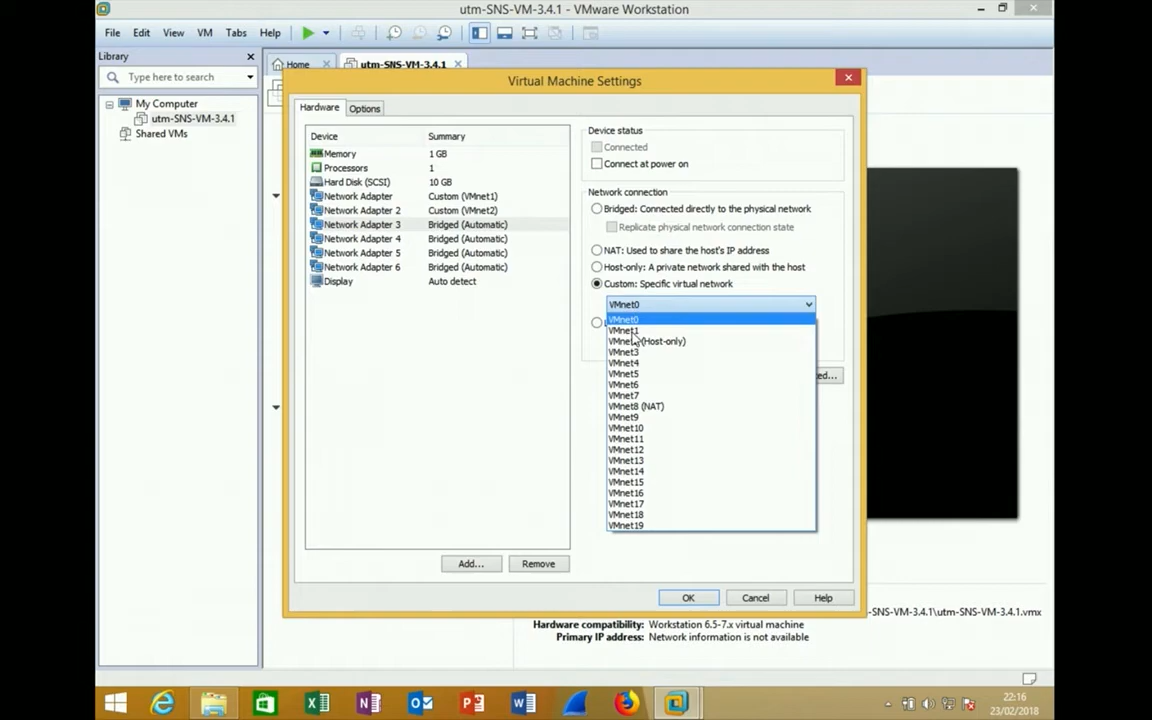 utm-SNS-VM-3.4.1 - VMware Workstation
File Edit View VM Tabs Help
Library
Type here to search
My Computer
utm-SNS-VM-3.4.1
Shared VMs
Home utm-SNS-VM-3.4.1
Virtual Machine Settings
Hardware Options
Device Summary
Memory 1 GB
Processors 1
Hard Disk (SCSI) 10 GB
Network Adapter Custom (VMnet1)
Network Adapter 2 Custom (VMnet2)
Network Adapter 3 Bridged (Automatic)
Network Adapter 4 Bridged (Automatic)
Network Adapter 5 Bridged (Automatic)
Network Adapter 6 Bridged (Automatic)
Display Auto detect
Add... Remove
Device status
Connected
Connect at power on
Network connection
Bridged: Connected directly to the physical network
Replicate physical network connection state
NAT: Used to share the host's IP address
Host-only: A private network shared with the host
Custom: Specific virtual network
VMnet0
VMnet0
VMnet1
(Host-only)
VMnet3
VMnet4
VMnet5
VMnet6
VMnet7
VMnet8 (NAT)
VMnet9
VMnet10
VMnet11
VMnet12
VMnet13
VMnet14
VMnet15
VMnet16
VMnet17
VMnet18
VMnet19
ed...
OK Cancel Help
-SNS-VM-3.4.1\utm-SNS-VM-3.4.1.vmx
Hardware compatibility: Workstation 6.5-7.x virtual machine
Primary IP address: Network information is not available
22:16
23/02/2018